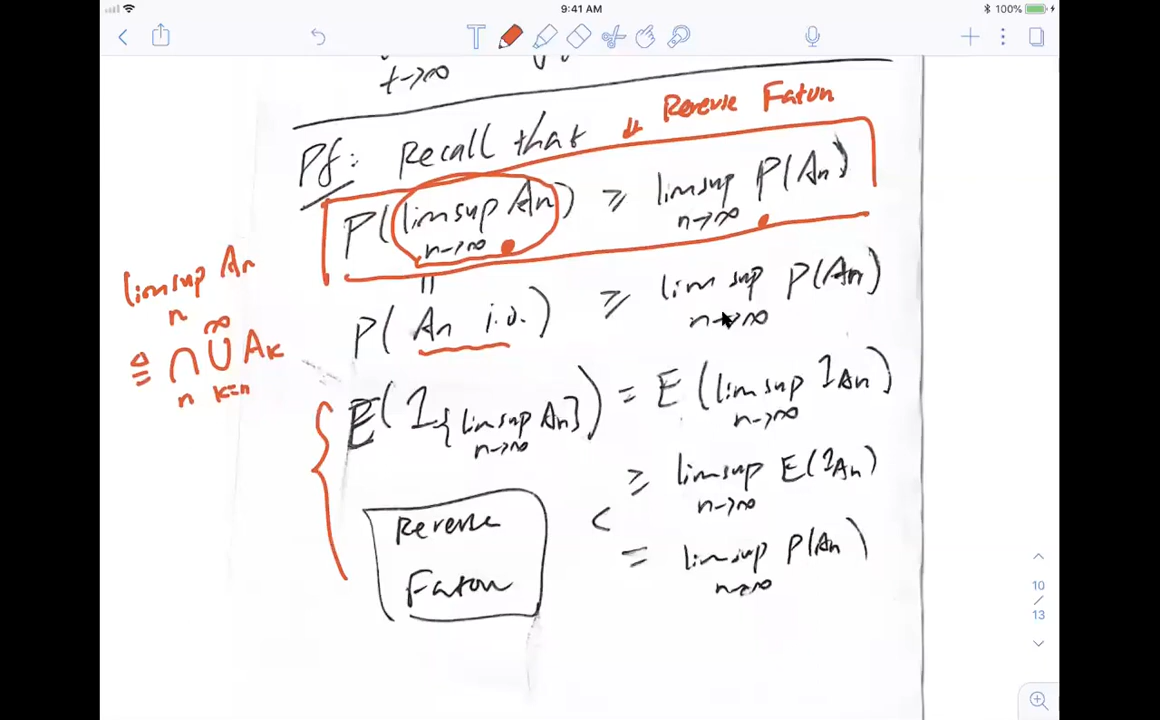 9:41 AM
100%
t→∞
Reverse Fatou
Pf: Recall that
P(limsup An) ≥ limsup P(An)
n→∞ n→∞
limsup An
n
≜ ∩ ∪ AK
n K=n ∞
P(An i.o.) ≥ limsup P(An)
n→∞
E(1{limsup An}) = E(limsup 1An)
n→∞ n→∞
≥ limsup E(1An)
n→∞
Reverse
Fatou
= limsup P(An)
n→∞
10
/
13